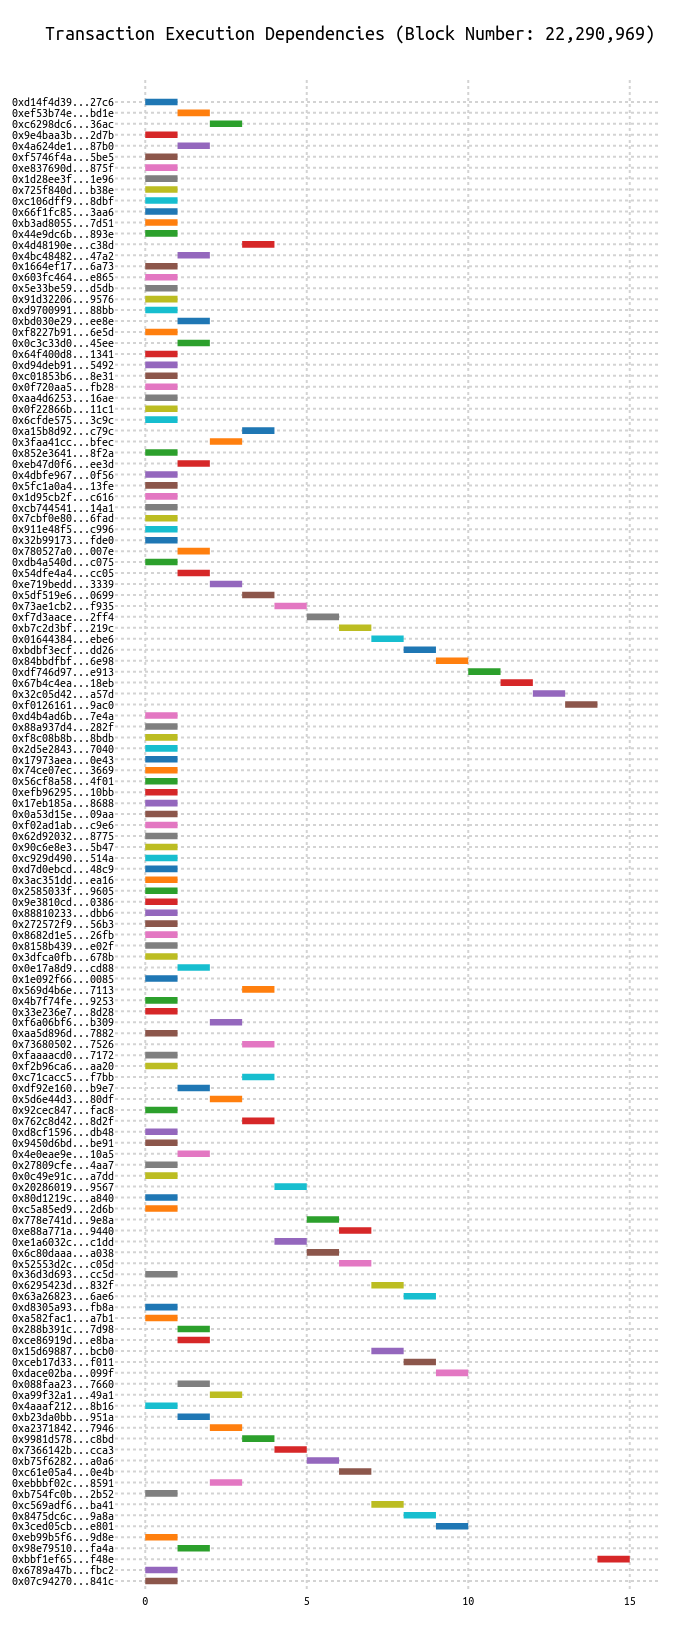 Transaction Execution Dependencies (Block Number: 22,290,969)
0xd14f4d39...27c6
0xef53b74e...bd1e
0xc6298dc6...36ac
0x9e4baa3b...2d7b
0x4a624de1...87b0
0xf5746f4a...5be5
0xe837690d...875f
0x1d28ee3f...1e96
0x725f840d...b38e
0xc106dff9...8dbf
0x66f1fc85...3aa6
0xb3ad8055...7d51
0x44e9dc6b...893e
0x4d48190e...c38d
0x4bc48482...47a2
0x1664ef17...6a73
0x603fc464...e865
0x5e33be59...d5db
0x91d32206...9576
0xd9700991...88bb
0xbd030e29...ee8e
0xf8227b91...6e5d
0x0c3c33d0...45ee
0x64f400d8...1341
0xd94deb91...5492
0xc01853b6...8e31
0x0f720aa5...fb28
0xaa4d6253...16ae
0x0f22866b...11c1
0x6cfde575...3c9c
0xa15b8d92...c79c
0x3faa41cc...bfec
0x852e3641...8f2a
0xeb47d0f6...ee3d
0x4dbfe967...0f56
0x5fc1a0a4...13fe
0x1d95cb2f...c616
0xcb744541...14a1
0x7cbf0e80...6fad
0x911e48f5...c996
0x32b99173...fde0
0x780527a0...007e
0xdb4a540d...c075
0x54dfe4a4...cc05
0xe719bedd...3339
0x5df519e6...0699
0x73ae1cb2...f935
0xf7d3aace...2ff4
0xb7c2d3bf...219c
0x01644384...ebe6
0xbdbf3ecf...dd26
0x84bbdfbf...6e98
0xdf746d97...e913
0x67b4c4ea...18eb
0x32c05d42...a57d
0xf0126161...9ac0
0xd4b4ad6b...7e4a
0x88a937d4...282f
0xf8c08b8b...8bdb
0x2d5e2843...7040
0x17973aea...0e43
0x74ce07ec...3669
0x56cf8a58...4f01
0xefb96295...10bb
0x17eb185a...8688
0x0a53d15e...09aa
0xf02ad1ab...c9e6
0x62d92032...8775
0x90c6e8e3...5b47
0xc929d490...514a
0xd7d0ebcd...48c9
0x3ac351dd...ea16
0x2585033f...9605
0x9e3810cd...0386
0x88810233...dbb6
0x272572f9...56b3
0x8682d1e5...26fb
0x8158b439...e02f
0x3dfca0fb...678b
0x0e17a8d9...cd88
0x1e092f66...0085
0x569d4b6e...7113
0x4b7f74fe...9253
0x33e236e7...8d28
0xf6a06bf6...b309
0xaa5d896d...7882
0x73680502...7526
0xfaaaacd0...7172
0xf2b96ca6...aa20
0xc71cacc5...f7bb
0xdf92e160...b9e7
0x5d6e44d3...80df
0x92cec847...fac8
0x762c8d42...8d2f
0xd8cf1596...db48
0x9450d6bd...be91
0x4e0eae9e...10a5
0x27809cfe...4aa7
0x0c49e91c...a7dd
0x20286019...9567
0x80d1219c...a840
0xc5a85ed9...2d6b
0x778e741d...9e8a
0xe88a771a...9440
0xe1a6032c...c1dd
0x6c80daaa...a038
0x52553d2c...c05d
0x36d3d693...cc5d
0x6295423d...832f
0x63a26823...6ae6
0xd8305a93...fb8a
0xa582fac1...a7b1
0x288b391c...7d98
0xce86919d...e8ba
0x15d69887...bcb0
0xceb17d33...f011
0xdace02ba...099f
0x088faa23...7660
0xa99f32a1...49a1
0x4aaaf212...8b16
0xb23da0bb...951a
0xa2371842...7946
0x9981d578...c8bd
0x7366142b...cca3
0xb75f6282...a0a6
0xc61e05a4...0e4b
0xebbbf02c...8591
0xb754fc0b...2b52
0xc569adf6...ba41
0x8475dc6c...9a8a
0x3ced05cb...e801
0xeb99b5f6...9d8e
0x98e79510...fa4a
0xbbf1ef65...f48e
0x6789a47b...fbc2
0x07c94270...841c
0 5 10 15